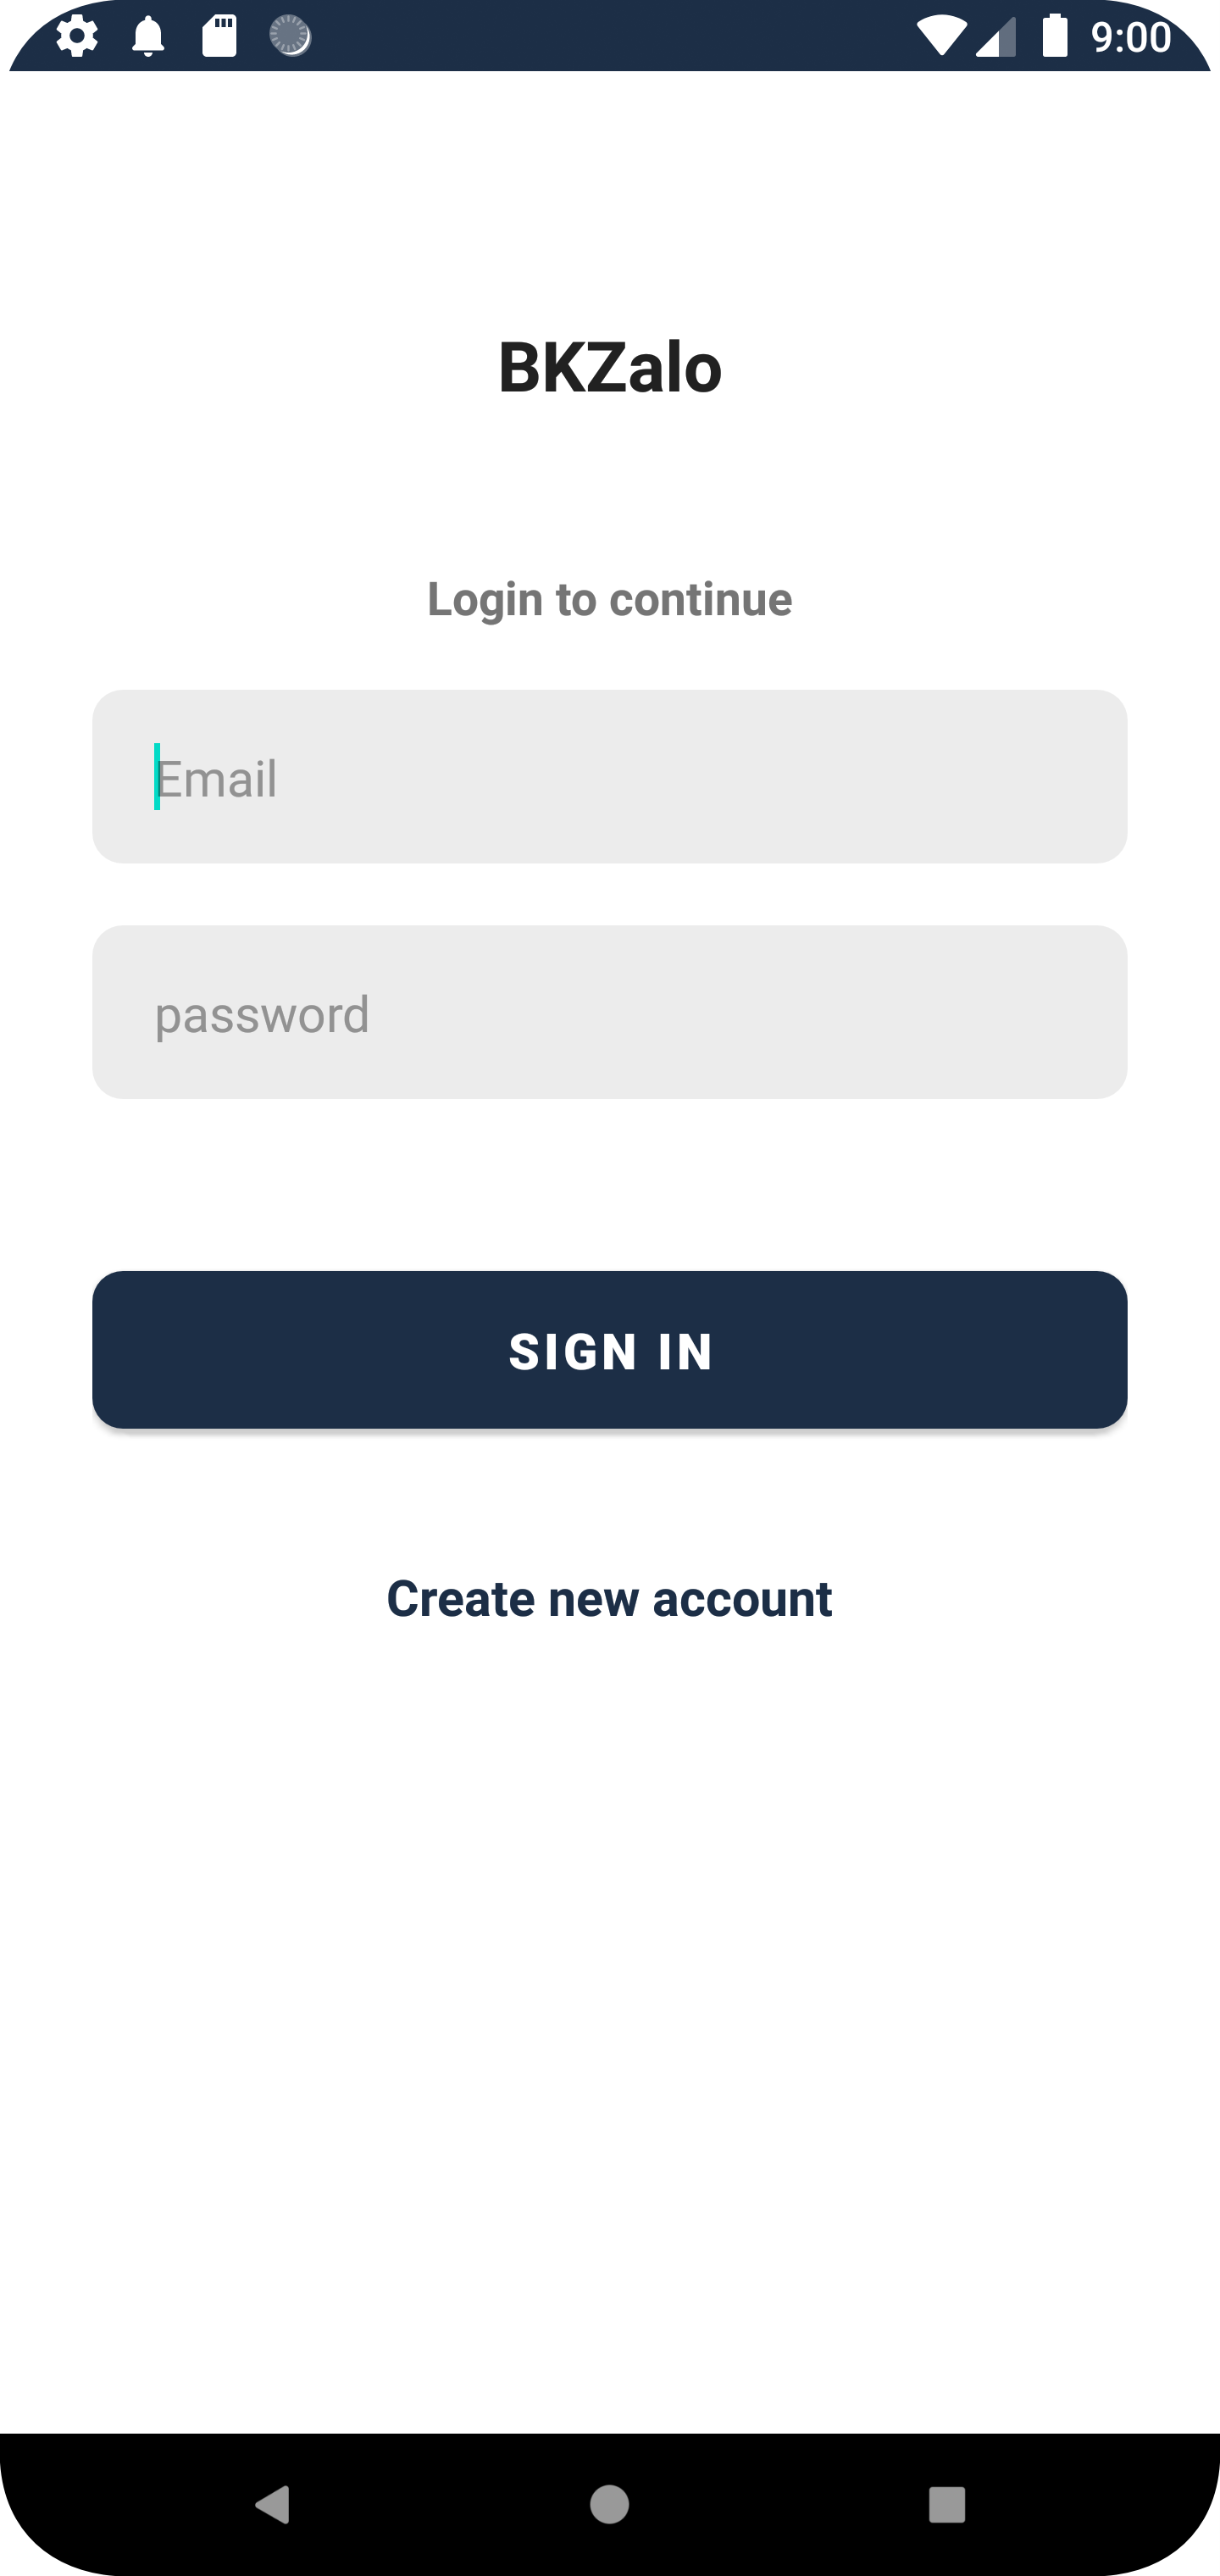 9:00
BKZalo
Login to continue
Email
password
SIGN IN
Create new account